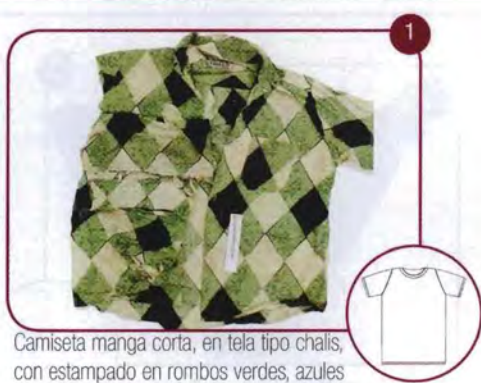 1
Camiseta manga corta, en tela tipo chalis,
con estampado en rombos verdes, azules